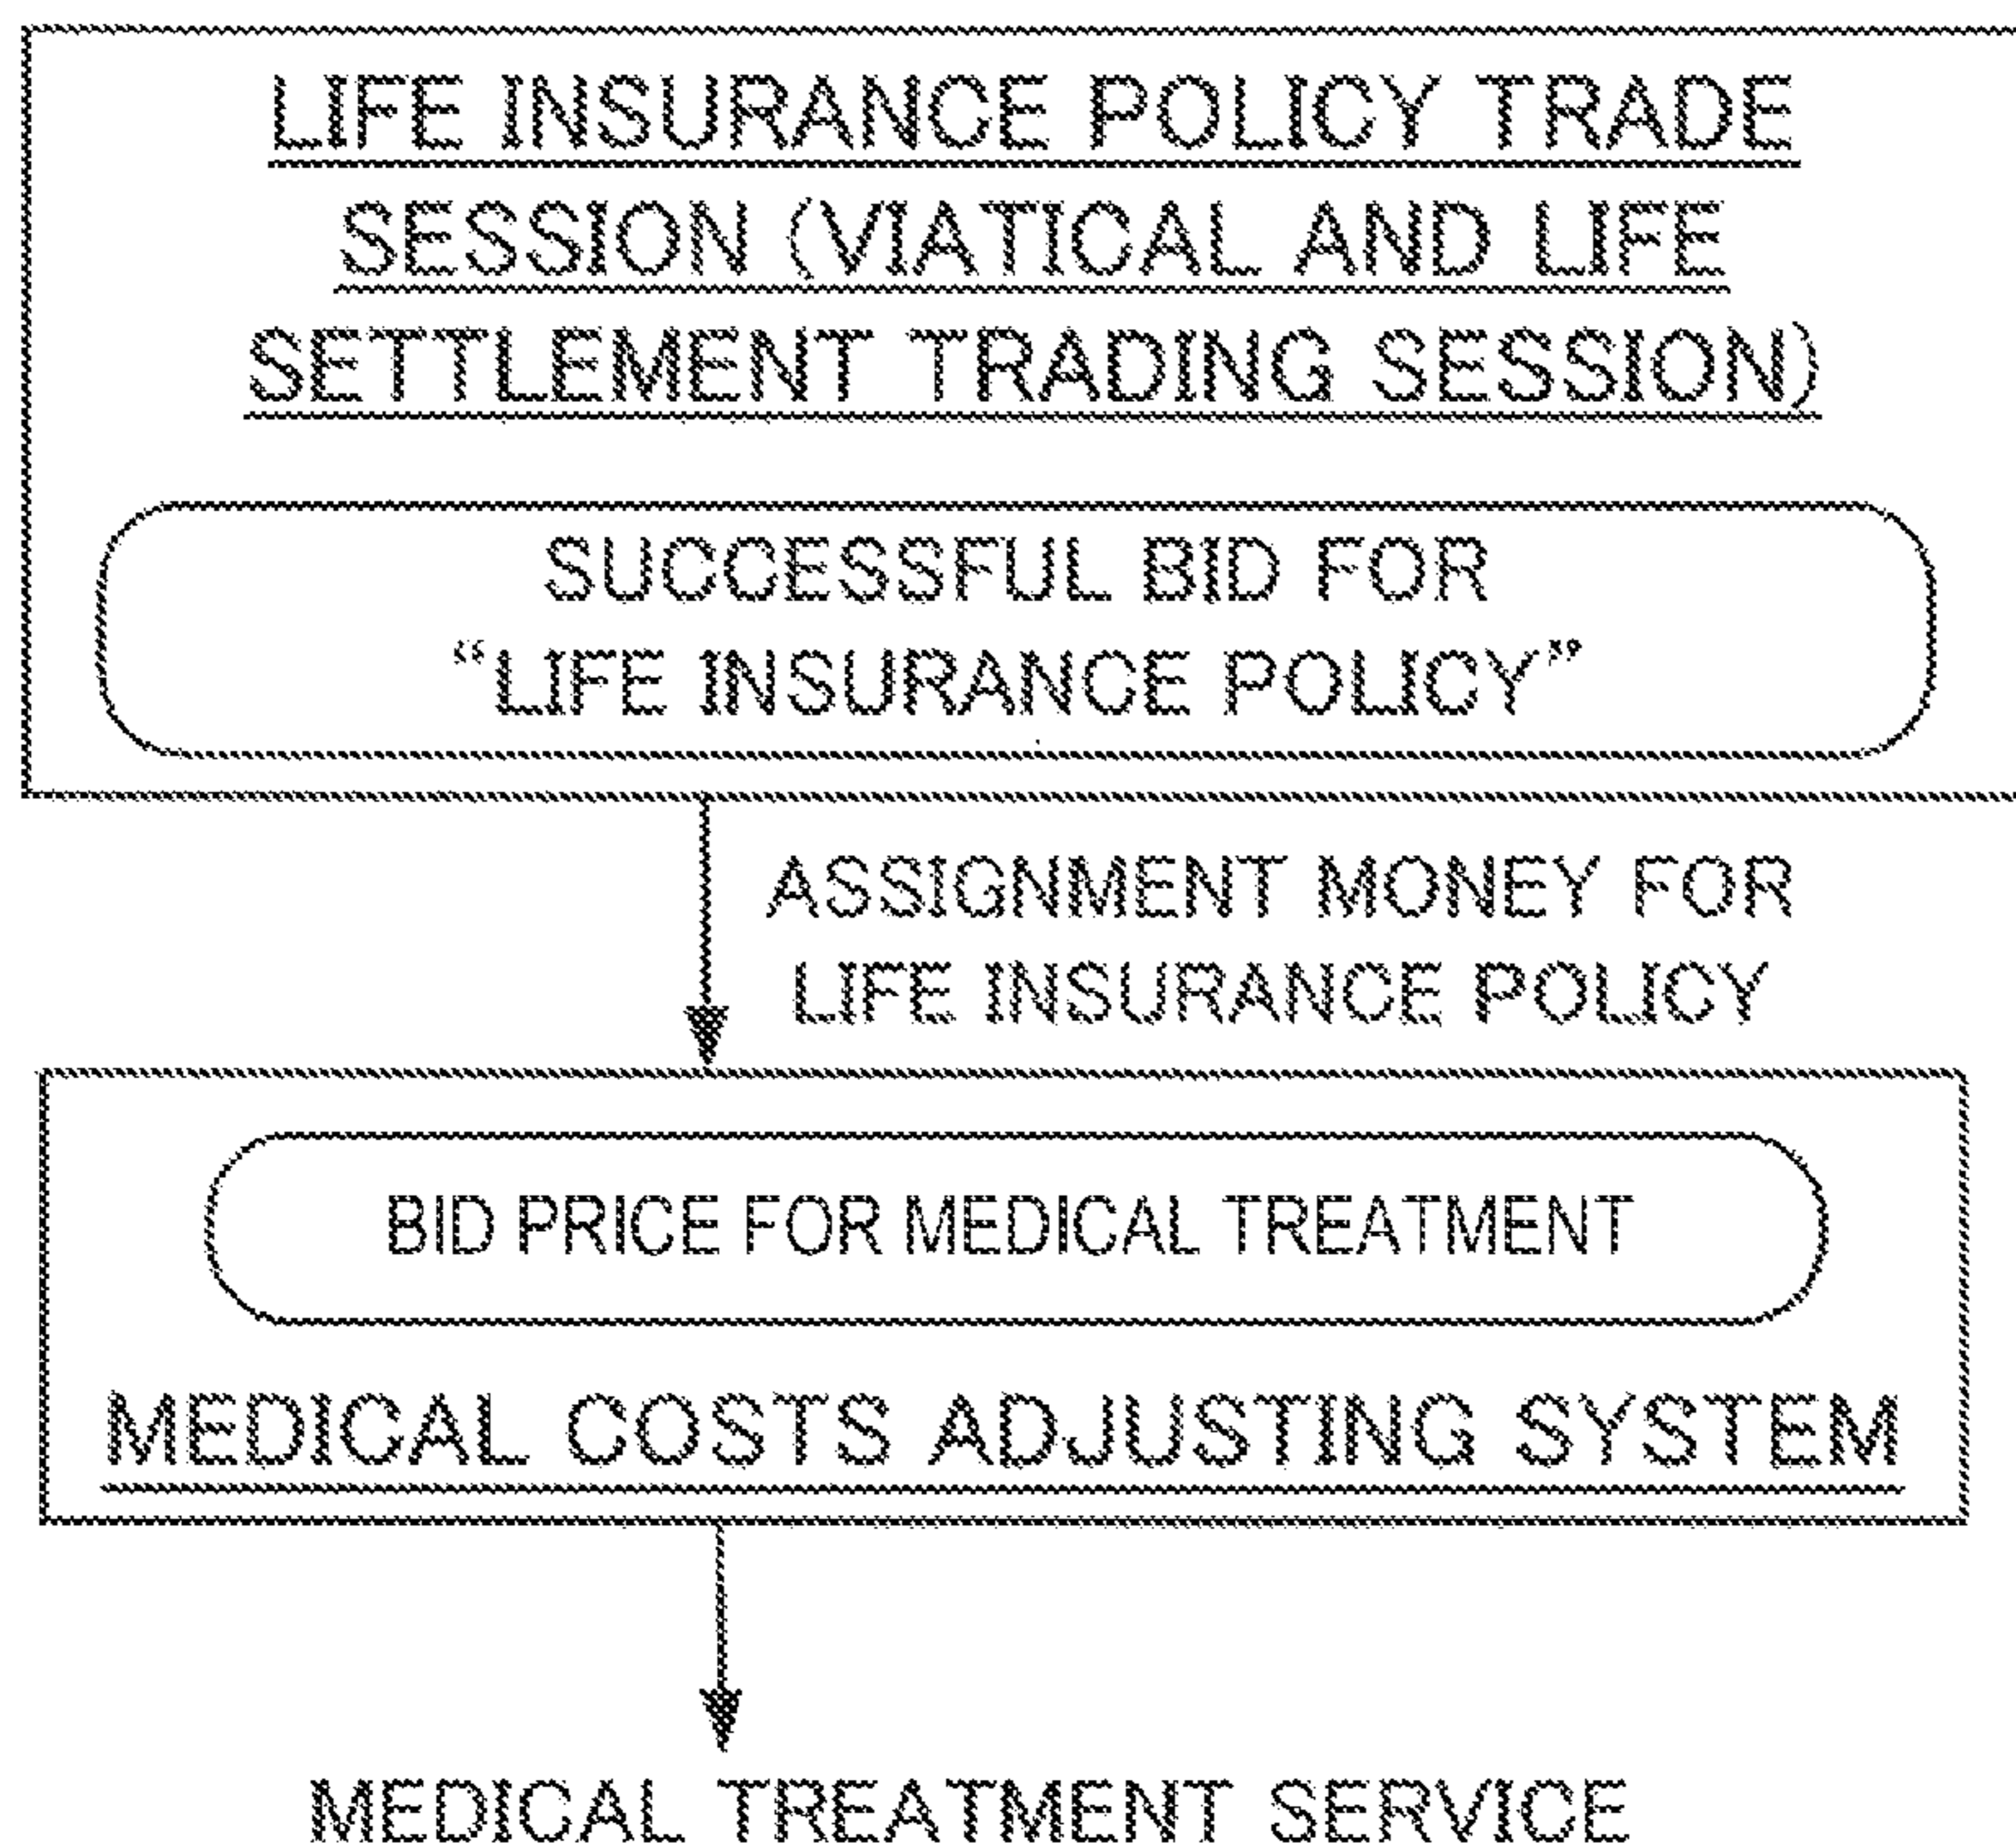 LIFE INSURANCE POLICY TRADE
SESSION (VIATICAL AND LIFE
SETTLEMENT TRADING SESSION)
SUCCESSFUL BID FOR
“LIFE INSURANCE POLICY”
ASSIGNMENT MONEY FOR
LIFE INSURANCE POLICY
BID PRICE FOR MEDICAL TREATMENT
MEDICAL COSTS ADJUSTING SYSTEM
MEDICAL TREATMENT SERVICE